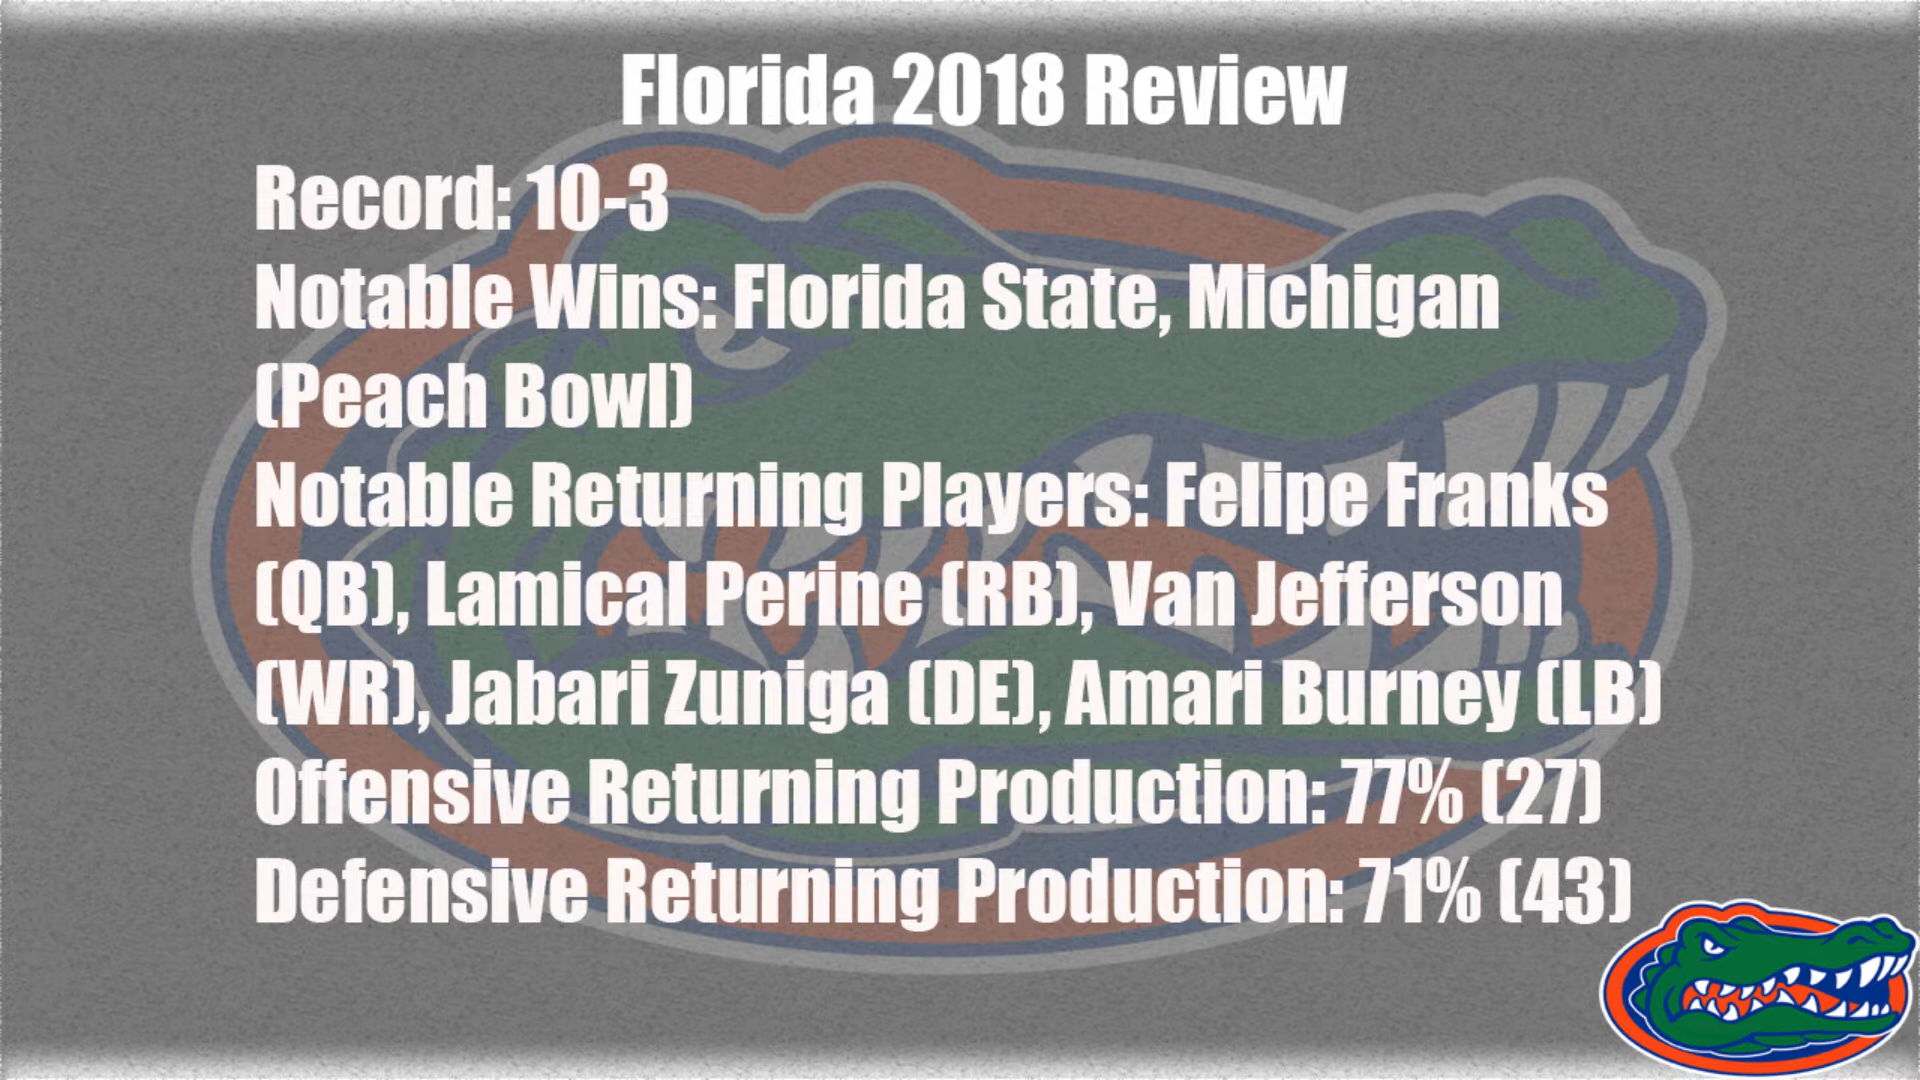 Florida 2018 Review
Record: 10-3
Notable Wins: Florida State, Michigan
(Peach Bowl)
Notable Returning Players: Felipe Franks
(QB), Lamical Perine (RB), Van Jefferson
(WR), Jabari Zuniga (DE), Amari Burney (LB)
Offensive Returning Production: 77% (27)
Defensive Returning Production: 71% (43)